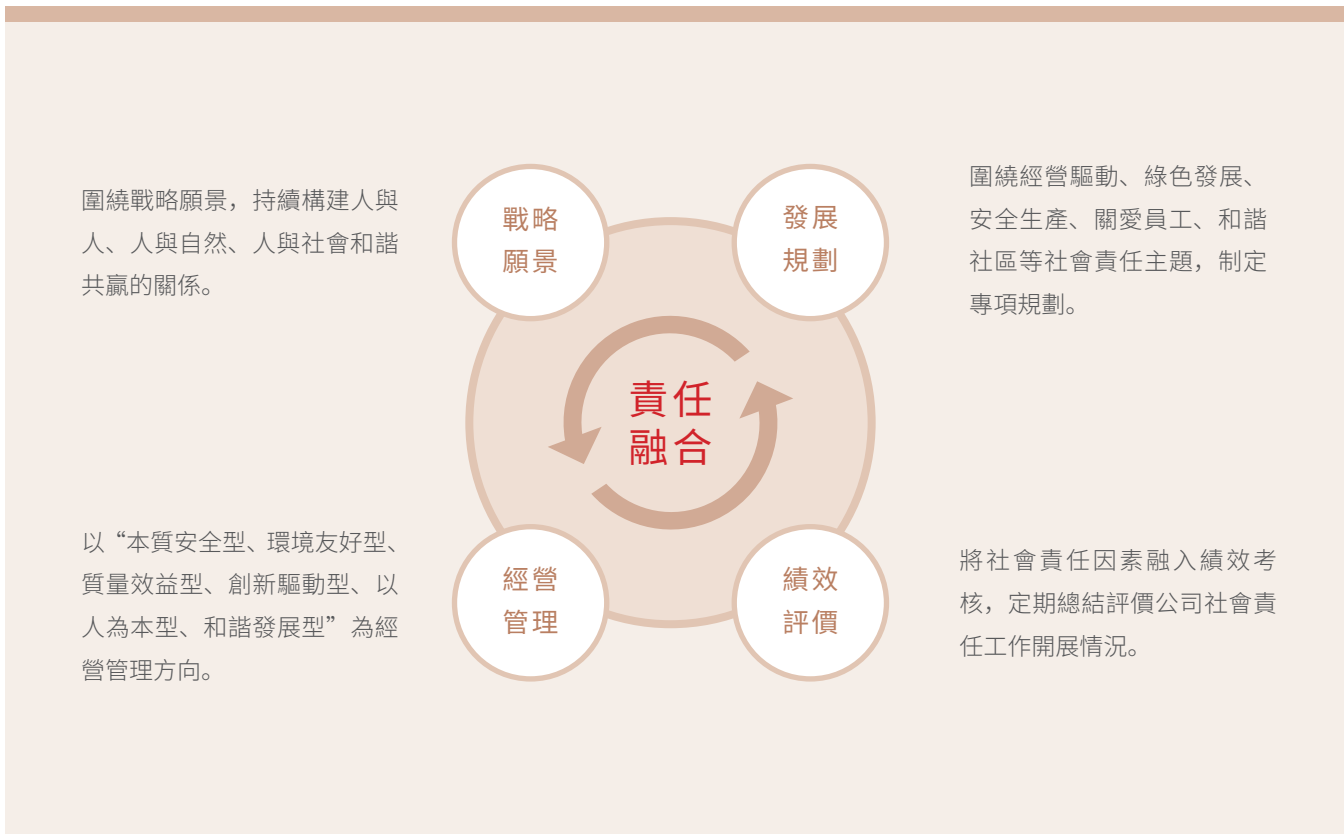 圍繞戰略願景，持續構建人與
人、人與自然、人與社會和諧
共贏的關係。
戰略
願景
發展
規劃
圍繞經營驅動、綠色發展、
安全生產、關愛員工、和諧
社區等社會責任主題，制定
專項規劃。
責任
融合
以“本質安全型、環境友好型、
質量效益型、創新驅動型、以
人為本型、和諧發展型”為經
營管理方向。
經營
管理
績效
評價
將社會責任因素融入績效考
核，定期總結評價公司社會責
任工作開展情況。